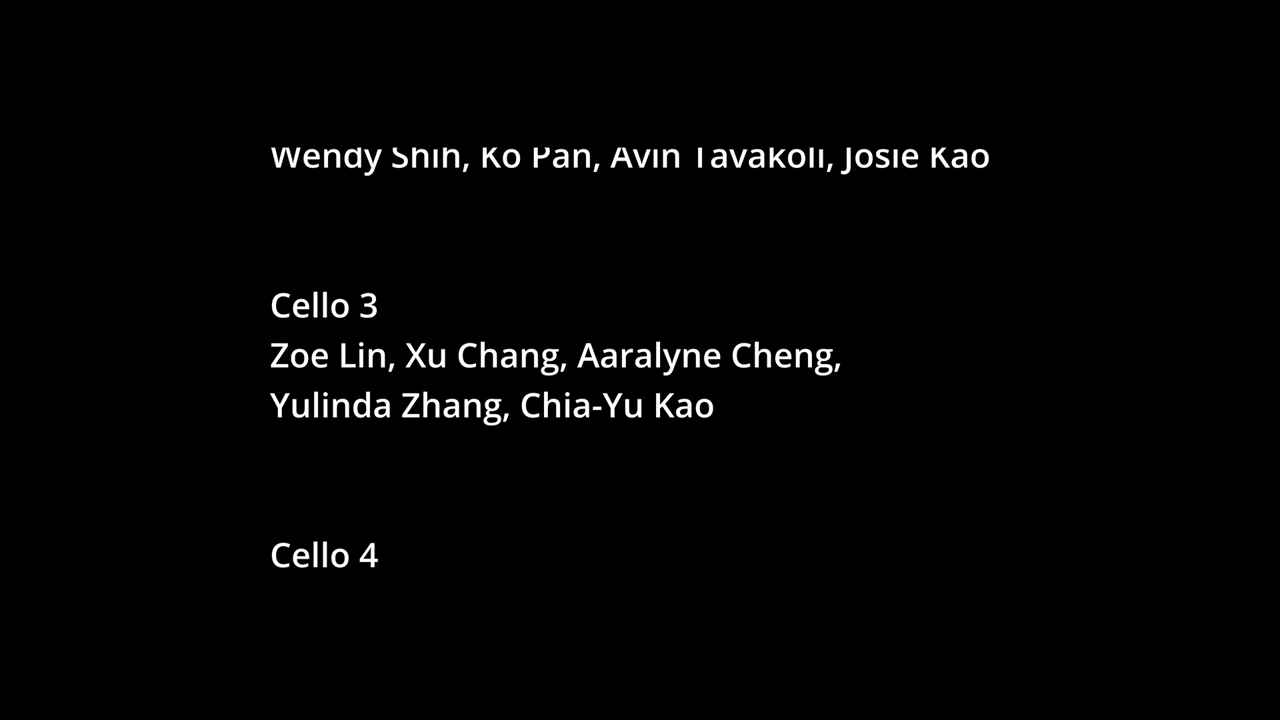 Wendy Shih, Ko Pan, Avin Tavakoli, Josie Kao
Cello 3
Zoe Lin, Xu Chang, Aaralyne Cheng,
Yulinda Zhang, Chia-Yu Kao
Cello 4